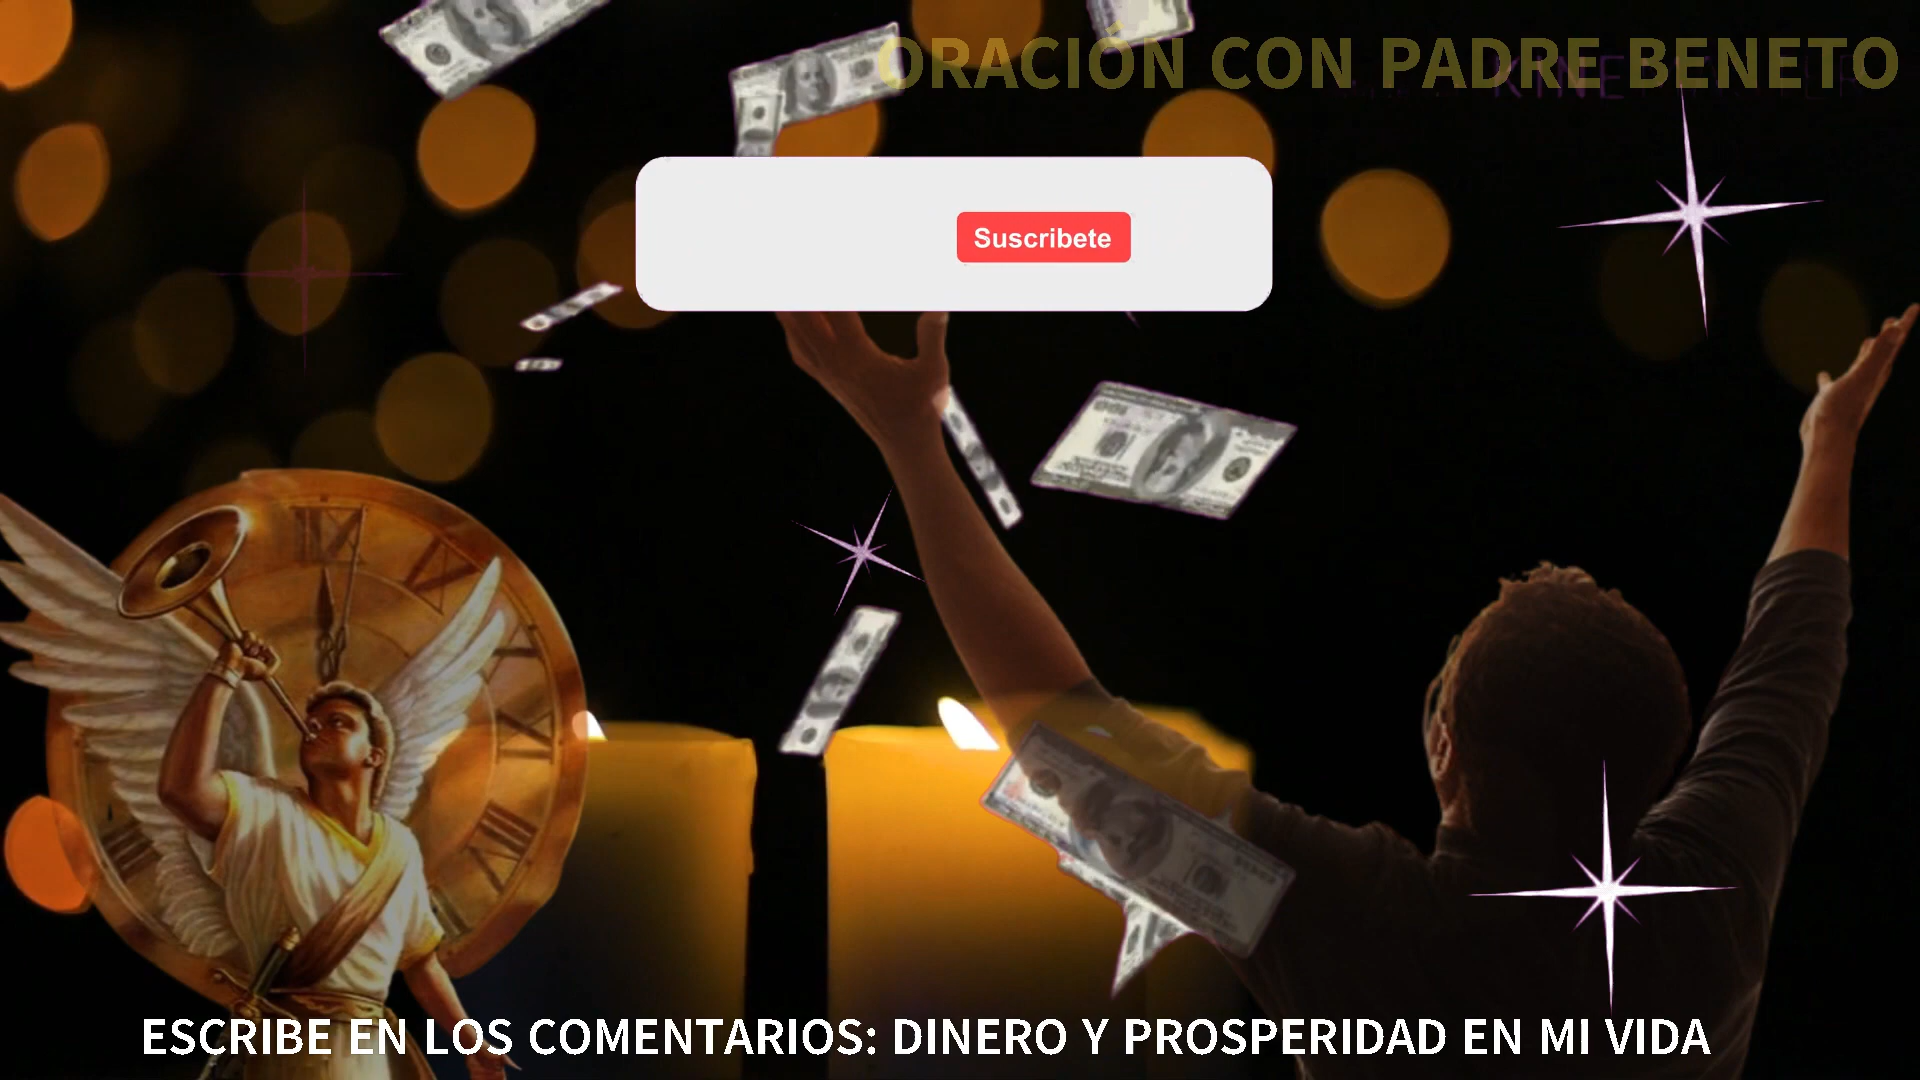 ORACIÓN CON PADRE BENETO
Suscribete
ESCRIBE EN LOS COMENTARIOS: DINERO Y PROSPERIDAD EN MI VIDA